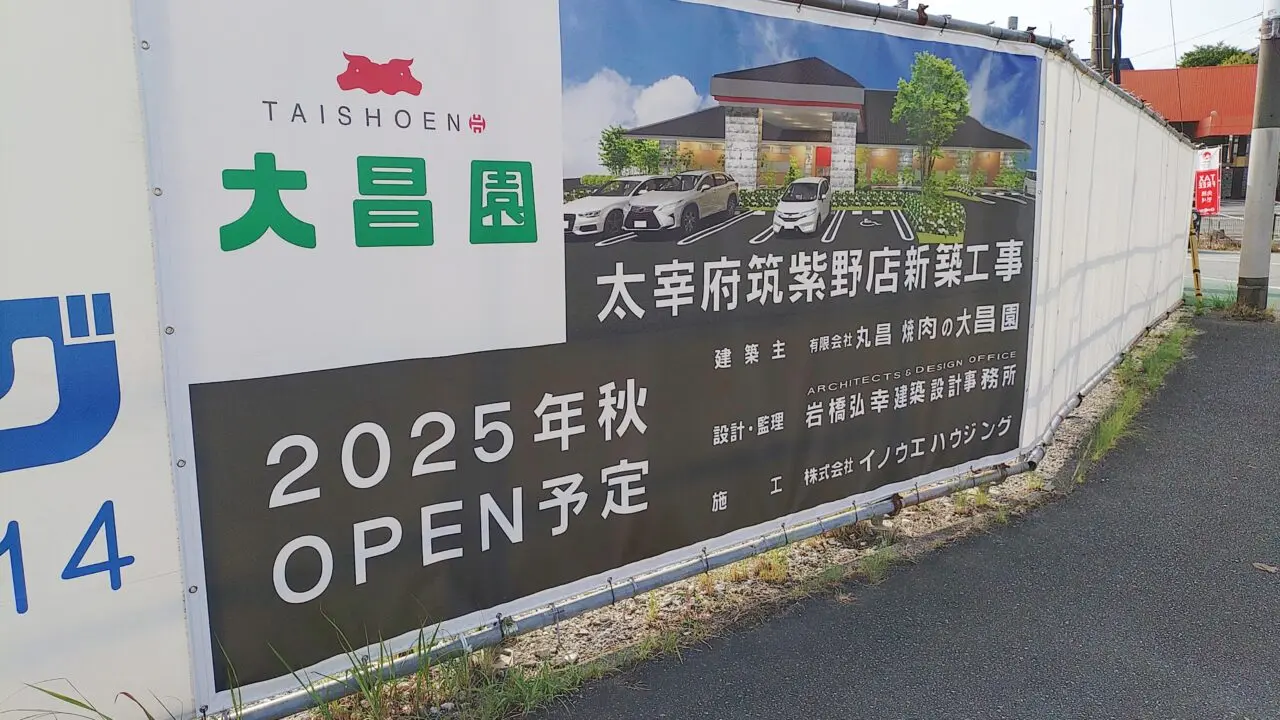 TAISHOEN
大昌園
太宰府筑紫野店新築工事
2025年秋
OPEN予定
建築主 有限会社 丸昌 焼肉の大昌園
ARCHITECTS & DESIGN OFFICE
設計・監理 岩橋弘幸建築設計事務所
施工 株式会社 イノウエハウジング
グ
14